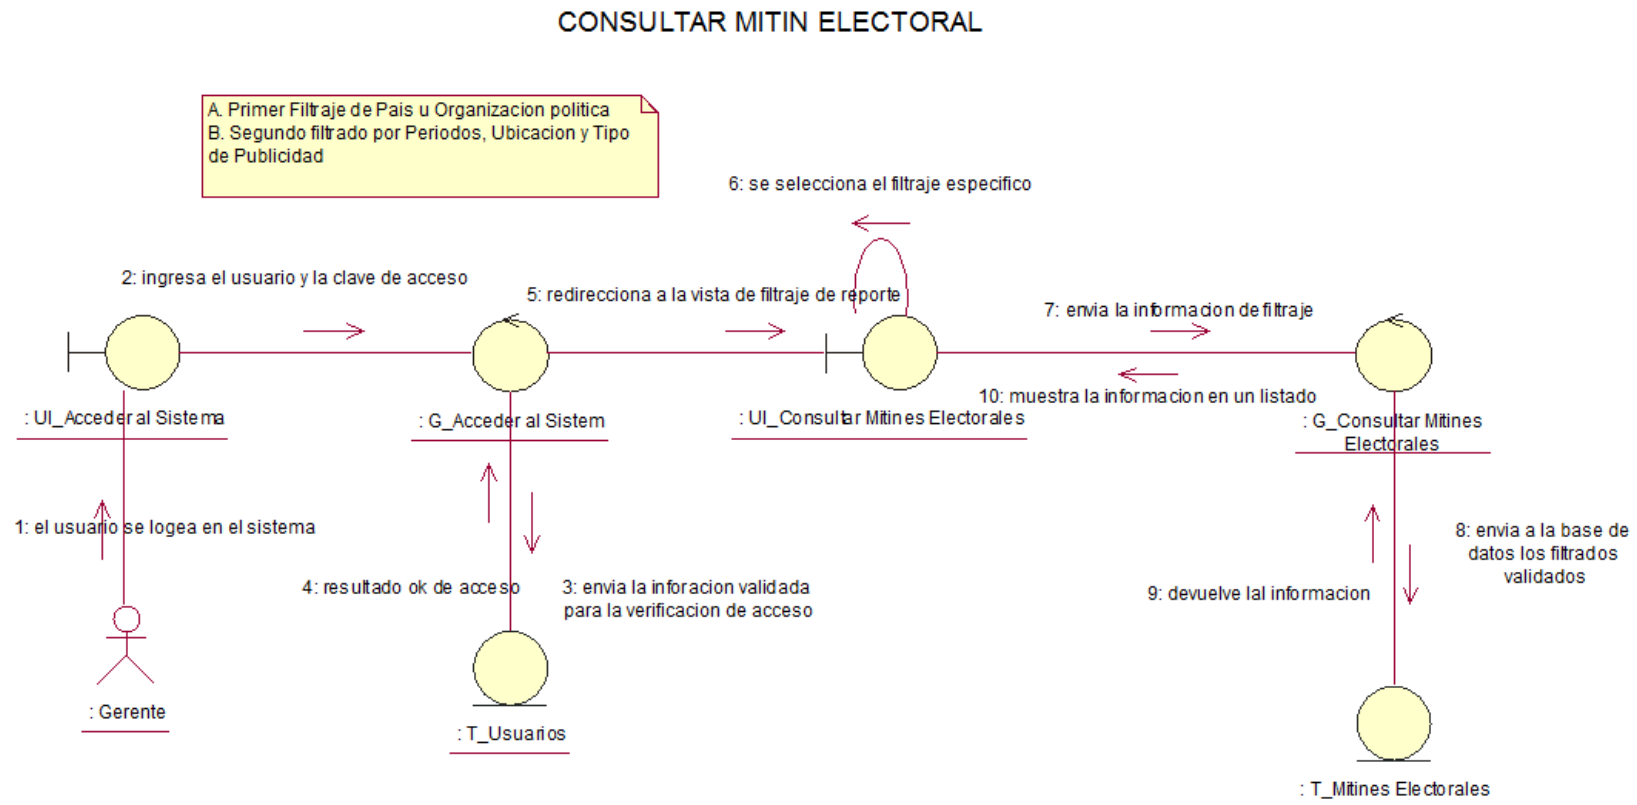 CONSULTAR MITIN ELECTORAL
A. Primer Filtraje de Pais u Organizacion politica
B. Segundo filtrado por Periodos, Ubicacion y Tipo
de Publicidad
6: se selecciona el filtraje especifico
2: ingresa el usuario y la clave de acceso
5: redirecciona a la vista de filtraje de reporte
7: envia la informacion de filtraje
10: muestra la informacion en un listado
: UI_Acceder al Sistema
: G_Acceder al Sistem
: UI_Consultar Mitines Electorales
: G_Consultar Mitines
Electorales
1: el usuario se logea en el sistema
8: envia a la base de
datos los filtrados
validados
4: resultado ok de acceso
3: envia la inforacion validada
para la verificacion de acceso
9: devuelve lal informacion
: Gerente
: T_Usuarios
: T_Mitines Electorales